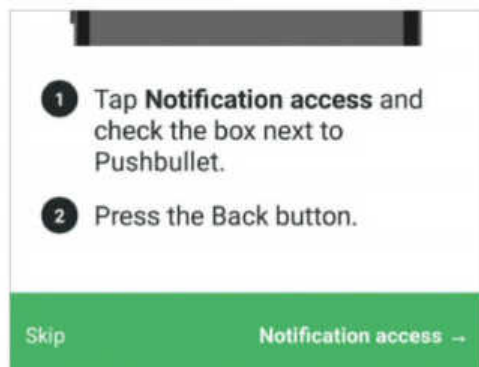 1 Tap Notification access and
check the box next to
Pushbullet.
2 Press the Back button.
Skip Notification access →